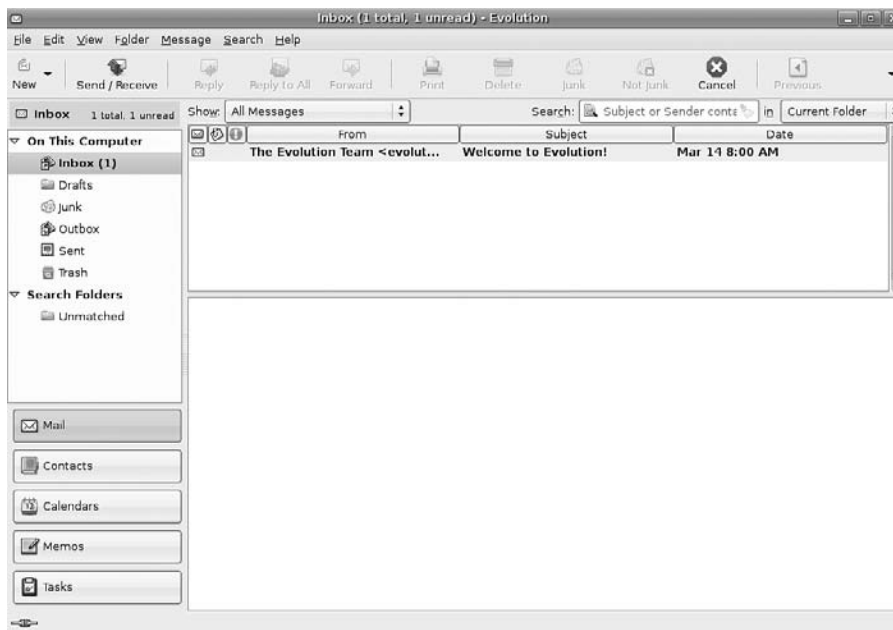 Inbox (1 total, 1 unread) - Evolution
File Edit View Folder Message Search Help
New Send / Receive Reply Reply to All Forward Print Delete Junk Not Junk Cancel Previous
Inbox 1 total, 1 unread Show: All Messages Search: Subject or Sender conta in Current Folder
On This Computer
Inbox (1)
Drafts
Junk
Outbox
Sent
Trash
Search Folders
Unmatched
From Subject Date
The Evolution Team <evolut... Welcome to Evolution! Mar 14 8:00 AM
Mail
Contacts
Calendars
Memos
Tasks